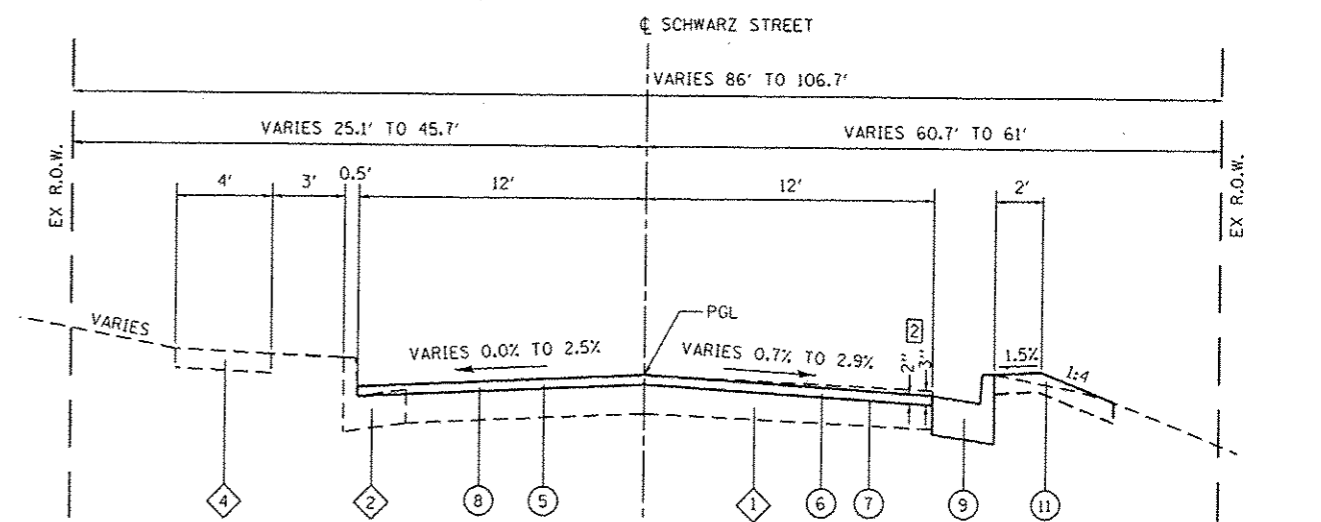 ℄ SCHWARZ STREET
VARIES 86' TO 106.7'
VARIES 25.1' TO 45.7'
VARIES 60.7' TO 61'
EX R.O.W.
4'
3'
0.5'
12'
12'
2'
EX R.O.W.
VARIES
PGL
VARIES 0.0% TO 2.5%
VARIES 0.7% TO 2.9%
2
2"
3"
1.5%
1:4
4
2
8
5
1
6
7
9
11